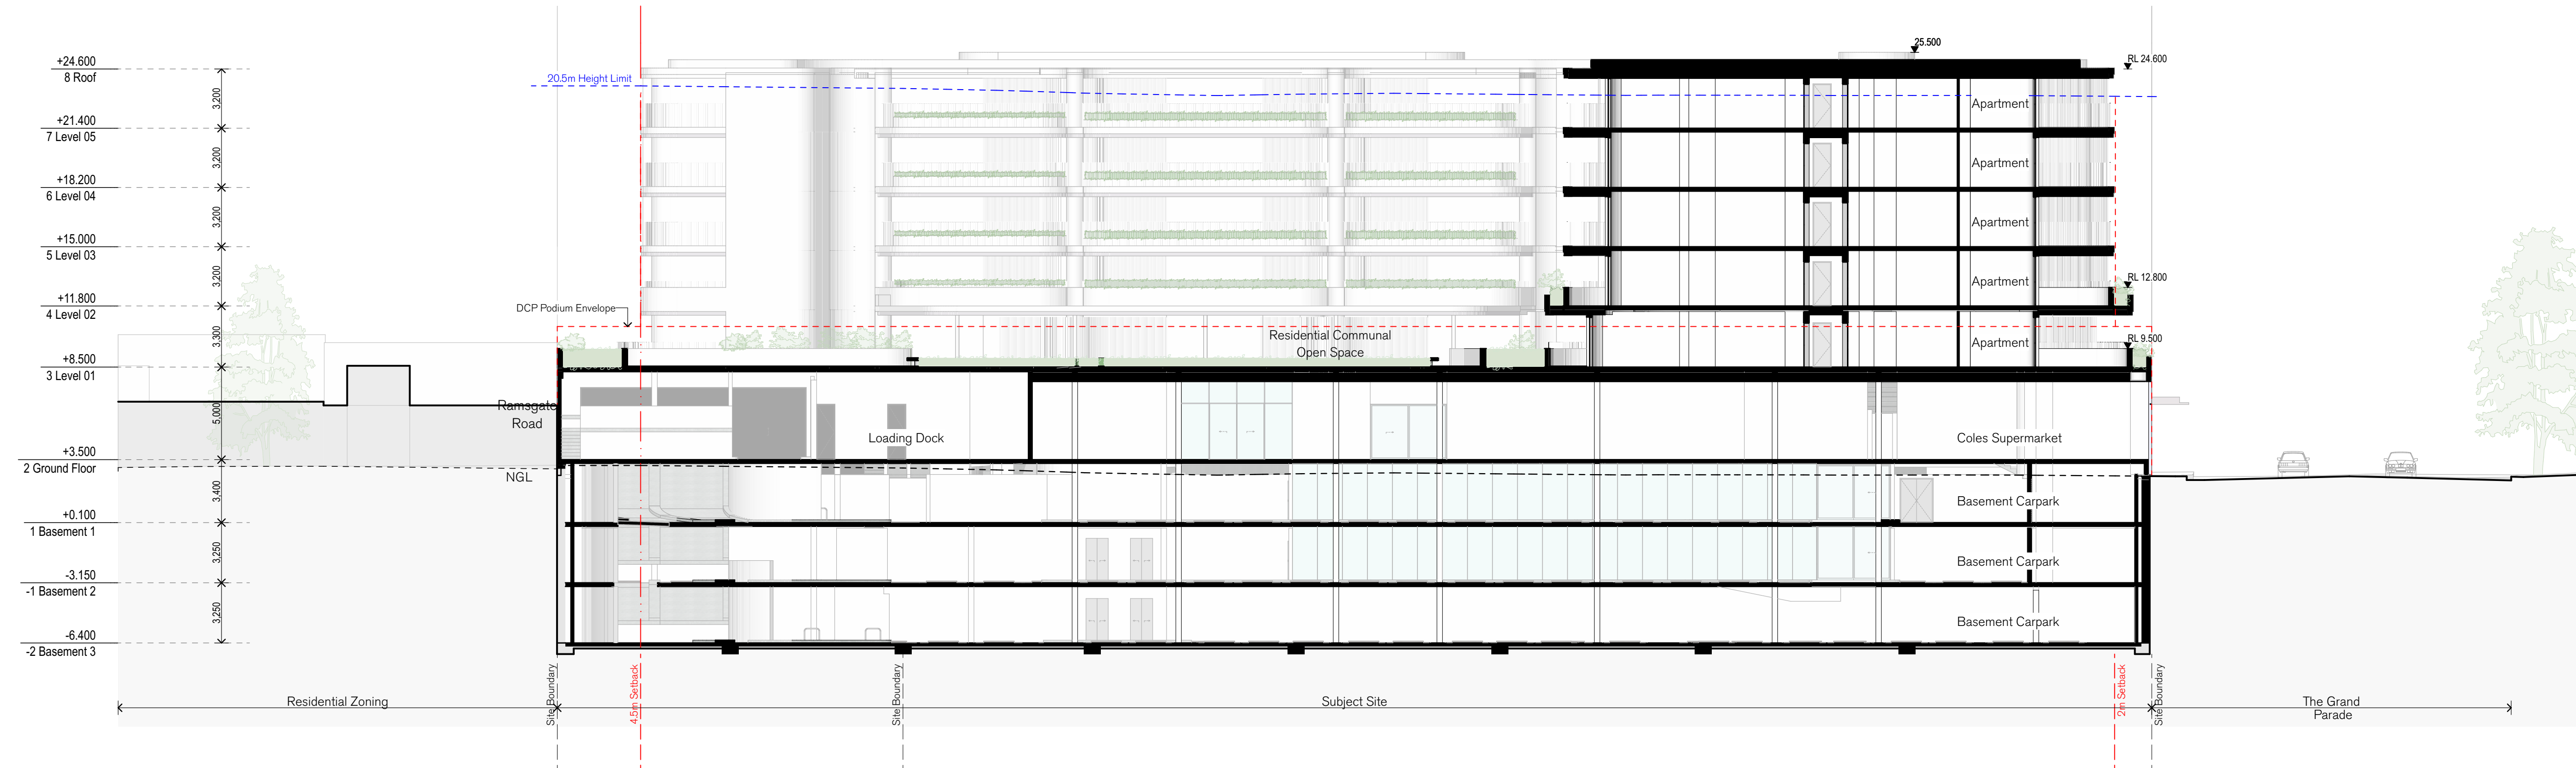 25.500
+24.600
8 Roof
RL 24.600
20.5m Height Limit
3,200
Apartment
+21.400
7 Level 05
3,200
Apartment
+18.200
6 Level 04
3,200
Apartment
+15.000
5 Level 03
3,200
Apartment
RL 12.800
+11.800
4 Level 02
DCP Podium Envelope
3,300
Residential Communal
Open Space
Apartment
RL 9.500
+8.500
3 Level 01
5,000
Ramsgate
Road
Loading Dock
Coles Supermarket
+3.500
2 Ground Floor
NGL
3,400
Basement Carpark
+0.100
1 Basement 1
3,250
Basement Carpark
-3.150
-1 Basement 2
3,250
Basement Carpark
-6.400
-2 Basement 3
Site Boundary
4.5m Setback
Site Boundary
2m Setback
Site Boundary
Residential Zoning
Subject Site
The Grand
Parade